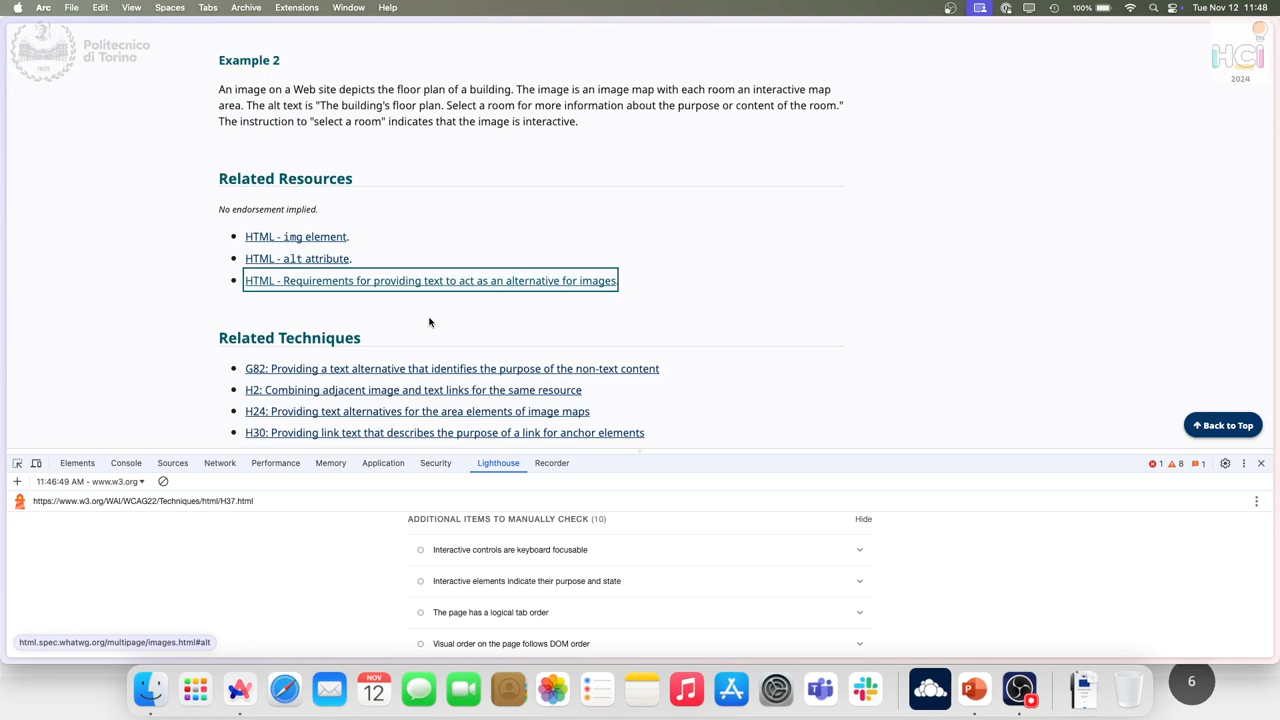 Arc File Edit View Spaces Tabs Archive Extensions Window Help 100% Tue Nov 12 11:48
Politecnico
di Torino
1859
HCI
2024
Example 2
An image on a Web site depicts the floor plan of a building. The image is an image map with each room an interactive map
area. The alt text is "The building's floor plan. Select a room for more information about the purpose or content of the room."
The instruction to "select a room" indicates that the image is interactive.
Related Resources
No endorsement implied.
HTML - img element.
HTML - alt attribute.
HTML - Requirements for providing text to act as an alternative for images.
Related Techniques
G82: Providing a text alternative that identifies the purpose of the non-text content
H2: Combining adjacent image and text links for the same resource
H24: Providing text alternatives for the area elements of image maps
H30: Providing link text that describes the purpose of a link for anchor elements
Back to Top
Elements Console Sources Network Performance Memory Application Security Lighthouse Recorder 1 8 1
11:46:49 AM - www.w3.org
https://www.w3.org/WAI/WCAG22/Techniques/html/H37.html
ADDITIONAL ITEMS TO MANUALLY CHECK (10) Hide
Interactive controls are keyboard focusable
Interactive elements indicate their purpose and state
The page has a logical tab order
Visual order on the page follows DOM order
html.spec.whatwg.org/multipage/images.html#alt
NOV
12
6